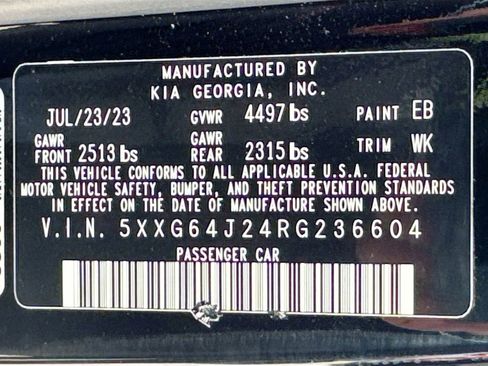 MANUFACTURED BY
KIA GEORGIA, INC.
JUL/23/23 GVWR 4497 lbs PAINT EB
GAWR FRONT 2513 lbs GAWR REAR 2315 lbs TRIM WK
THIS VEHICLE CONFORMS TO ALL APPLICABLE U.S.A. FEDERAL
MOTOR VEHICLE SAFETY, BUMPER, AND THEFT PREVENTION STANDARDS
IN EFFECT ON THE DATE OF MANUFACTURE SHOWN ABOVE.
V.I.N. 5XXG64J24RG236604
PASSENGER CAR